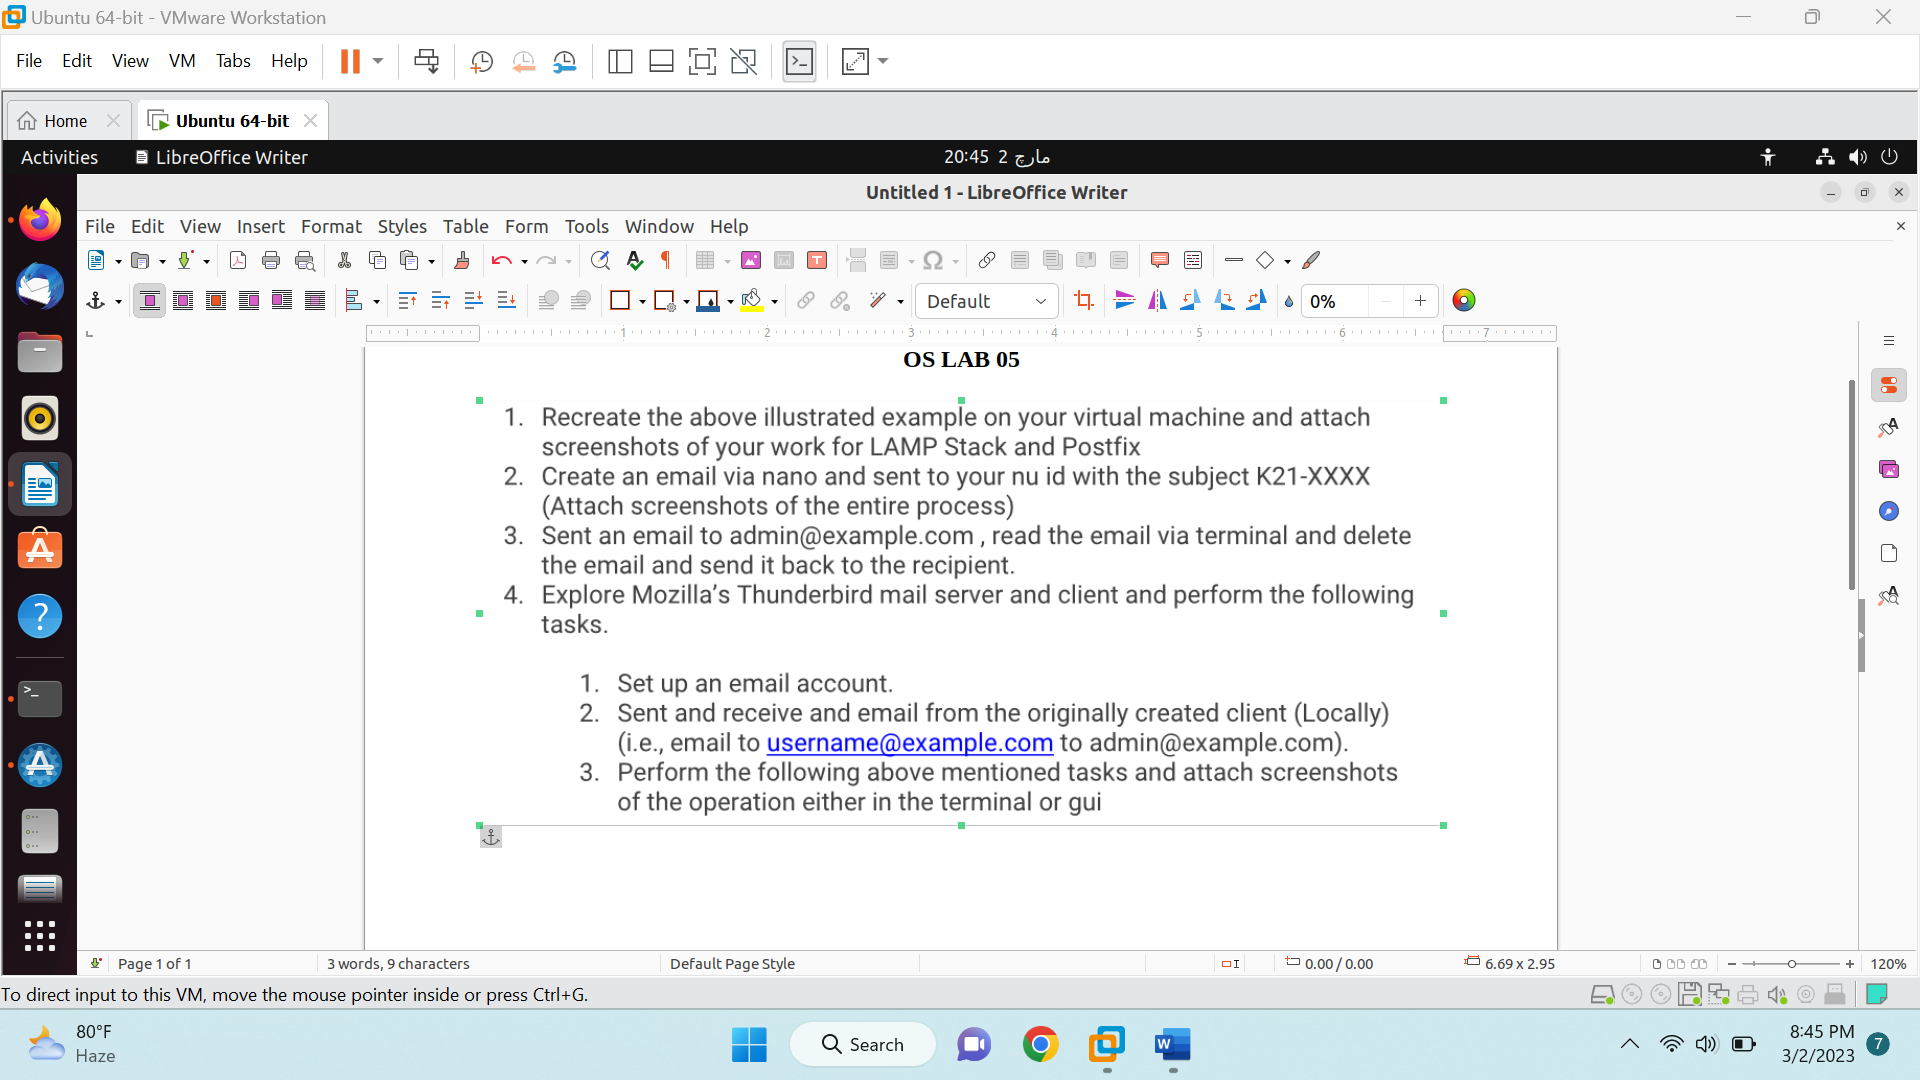 Ubuntu 64-bit - VMware Workstation
File Edit View VM Tabs Help
Home
Ubuntu 64-bit
Activities
LibreOffice Writer
20:45 2 مارچ
Untitled 1 - LibreOffice Writer
File Edit View Insert Format Styles Table Form Tools Window Help
Default
0%
1 2 3 4 5 6 7
OS LAB 05
1. Recreate the above illustrated example on your virtual machine and attach
screenshots of your work for LAMP Stack and Postfix
2. Create an email via nano and sent to your nu id with the subject K21-XXXX
(Attach screenshots of the entire process)
3. Sent an email to admin@example.com , read the email via terminal and delete
the email and send it back to the recipient.
4. Explore Mozilla’s Thunderbird mail server and client and perform the following
tasks.
1. Set up an email account.
2. Sent and receive and email from the originally created client (Locally)
(i.e., email to username@example.com to admin@example.com).
3. Perform the following above mentioned tasks and attach screenshots
of the operation either in the terminal or gui
Page 1 of 1
3 words, 9 characters
Default Page Style
0.00 / 0.00
6.69 x 2.95
120%
To direct input to this VM, move the mouse pointer inside or press Ctrl+G.
80°F
Haze
Search
8:45 PM
3/2/2023
7